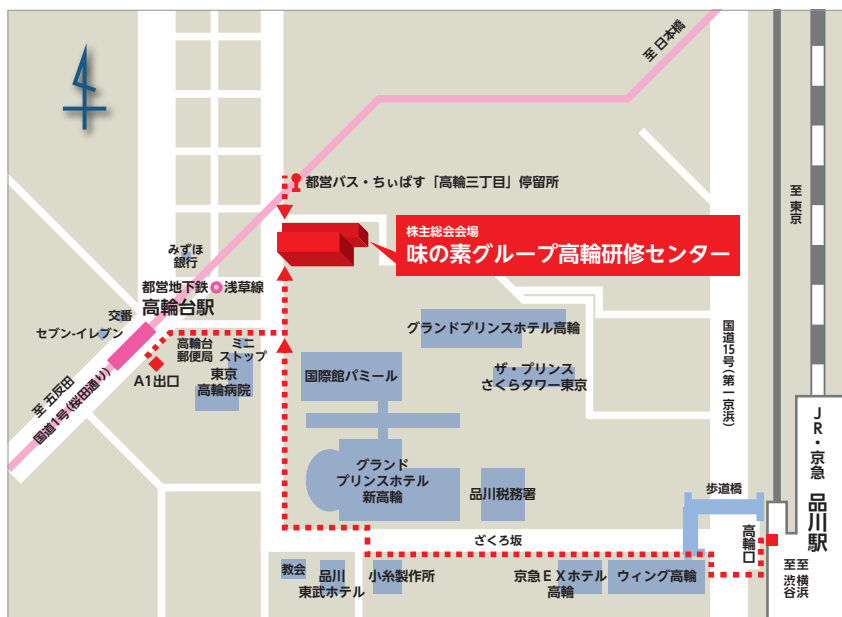 至 日本橋
都営バス・ちぃばす「高輪三丁目」停留所
株主総会会場
味の素グループ高輪研修センター
至 東京
みずほ
銀行
都営地下鉄 浅草線
高輪台駅
交番
セブン-イレブン
高輪台
郵便局
ミニ
ストップ
A1出口
東京
高輪病院
至 五反田
国道1号(桜田通り)
グランドプリンスホテル高輪
国際館パミール
ザ・プリンス
さくらタワー東京
国道15号(第一京浜)
グランド
プリンスホテル
新高輪
品川税務署
歩道橋
JR・京急
品川駅
高輪口
ざくろ坂
教会
品川
東武ホテル
小糸製作所
京急EXホテル
高輪
ウィング高輪
至 横浜
至 渋谷